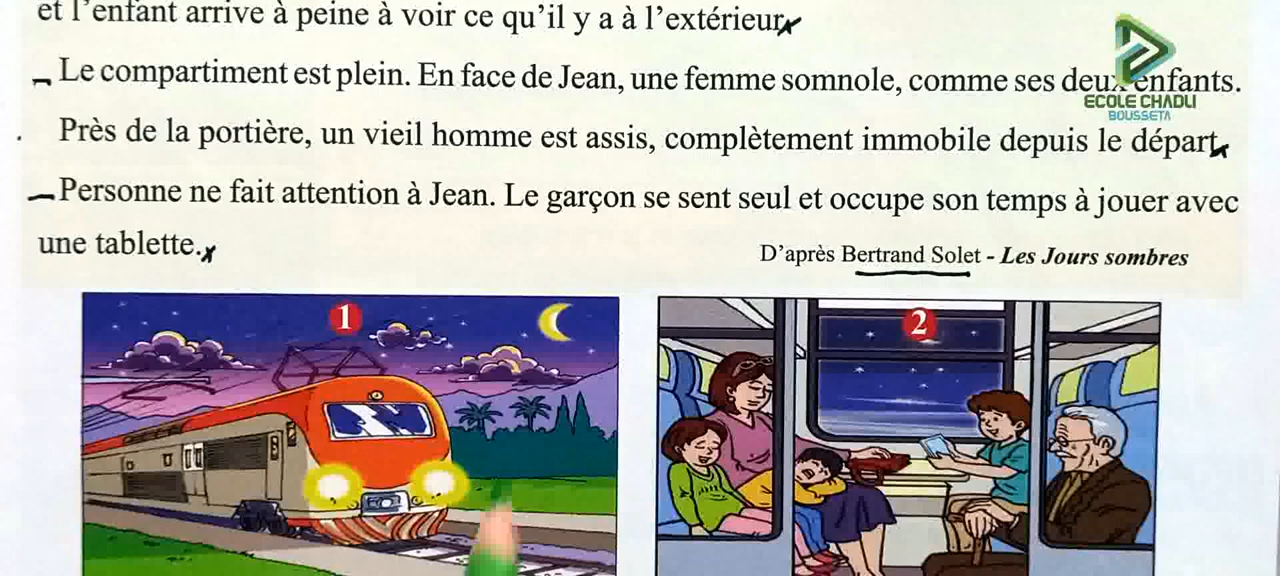 et l'enfant arrive à peine à voir ce qu'il y a à l'extérieur
Le compartiment est plein. En face de Jean, une femme somnole, comme ses deux enfants.
ECOLE CHADLI
BOUSSETA
Près de la portière, un vieil homme est assis, complètement immobile depuis le départ
Personne ne fait attention à Jean. Le garçon se sent seul et occupe son temps à jouer avec
une tablette.
D'après Bertrand Solet - Les Jours sombres
1
2